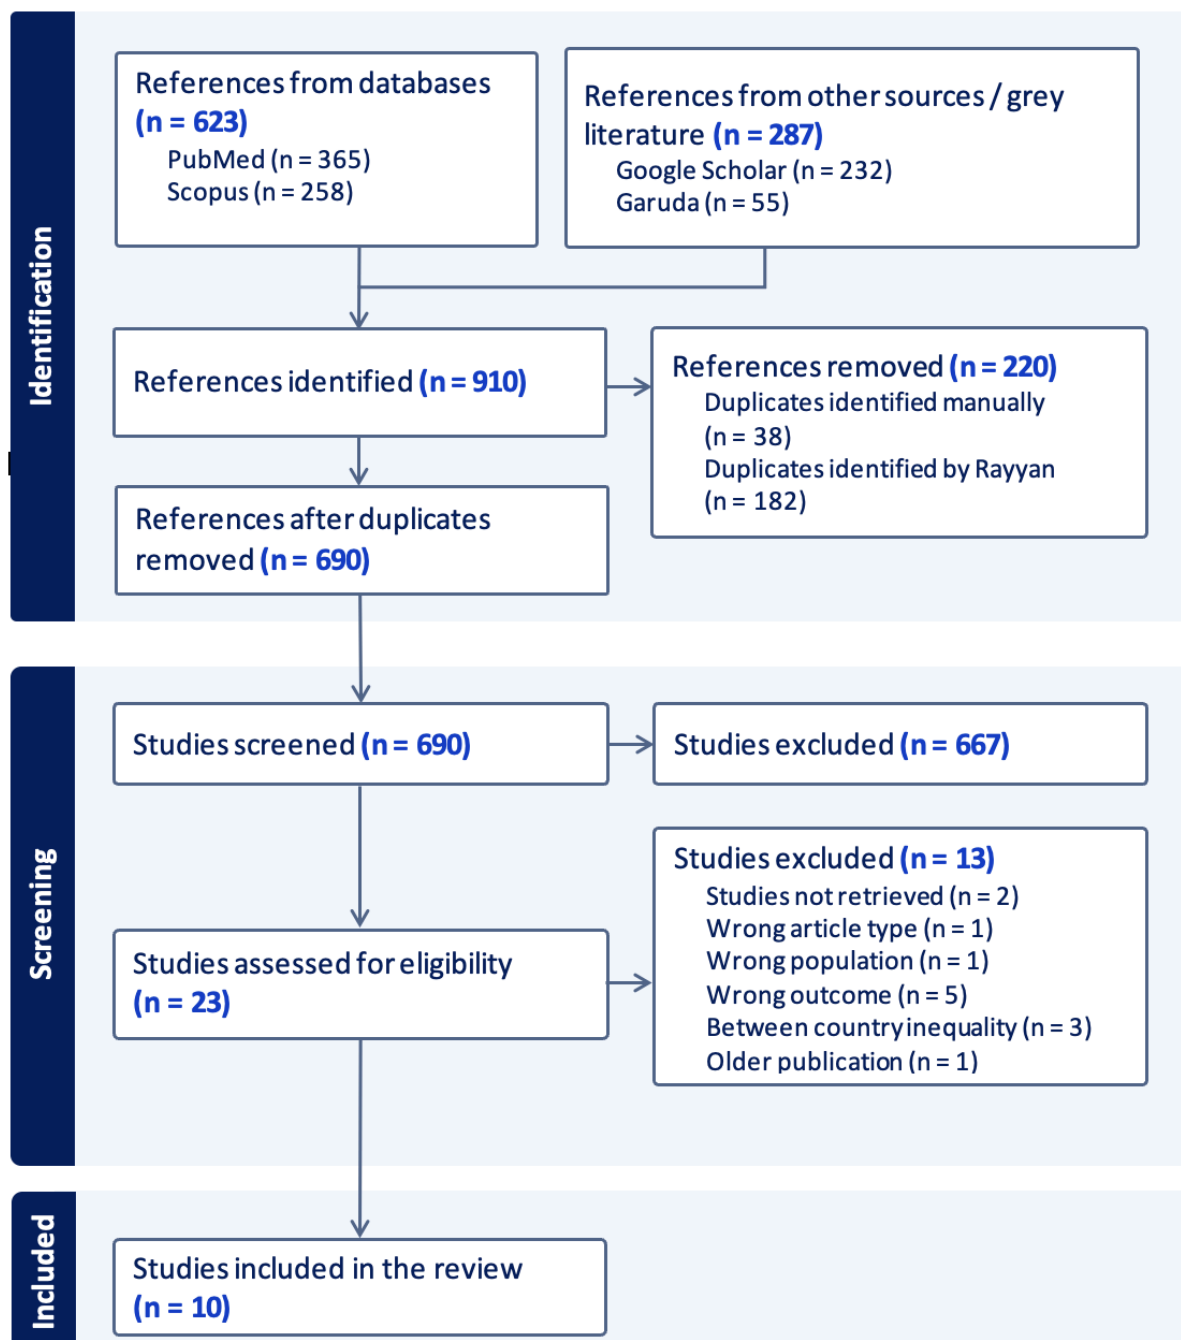 Identification
References from databases
(n = 623)
PubMed (n = 365)
Scopus (n = 258)
References from other sources / grey
literature (n = 287)
Google Scholar (n = 232)
Garuda (n = 55)
References identified (n = 910)
References removed (n = 220)
Duplicates identified manually
(n = 38)
Duplicates identified by Rayyan
(n = 182)
References after duplicates
removed (n = 690)
Screening
Studies screened (n = 690)
Studies excluded (n = 667)
Studies assessed for eligibility
(n = 23)
Studies excluded (n = 13)
Studies not retrieved (n = 2)
Wrong article type (n = 1)
Wrong population (n = 1)
Wrong outcome (n = 5)
Between country inequality (n = 3)
Older publication (n = 1)
Included
Studies included in the review
(n = 10)